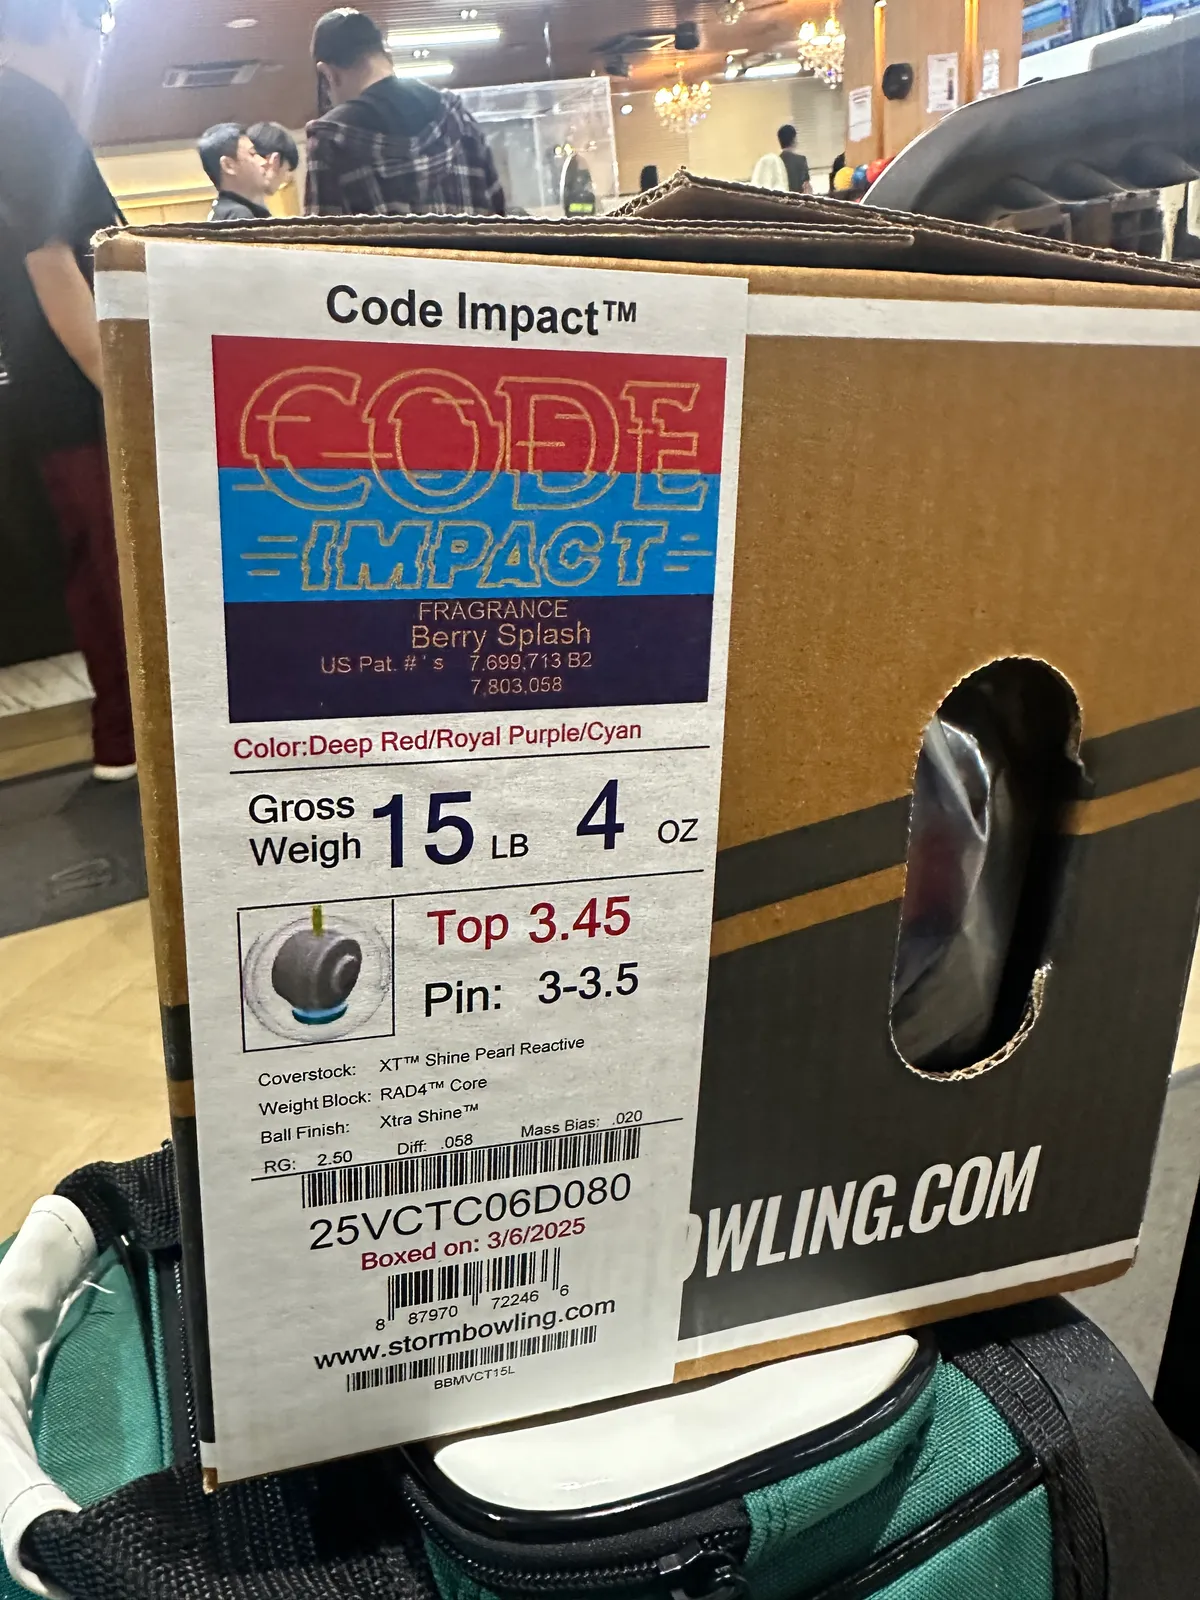 Code Impact™
CODE
IMPACT
FRAGRANCE
Berry Splash
US Pat. #'s 7,699,713 B2
7,803,058
Color:Deep Red/Royal Purple/Cyan
Gross
Weigh 15 LB 4 OZ
Top 3.45
Pin: 3-3.5
Coverstock: XT™ Shine Pearl Reactive
Weight Block: RAD4™ Core
Ball Finish: Xtra Shine™
RG: 2.50 Diff: .058 Mass Bias: .020
25VCTC06D080
Boxed on: 3/6/2025
8 87970 72246 6
www.stormbowling.com
BBMVCT15L
OWLING.COM